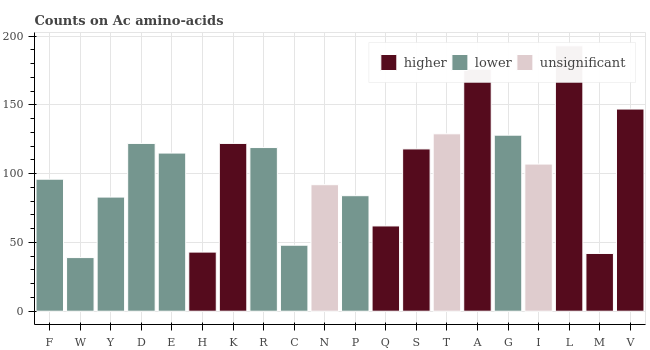 Counts on Ac amino-acids
200
150
100
50
0
higher lower unsignificant
F W Y D E H K R C N P Q S T A G I L M V